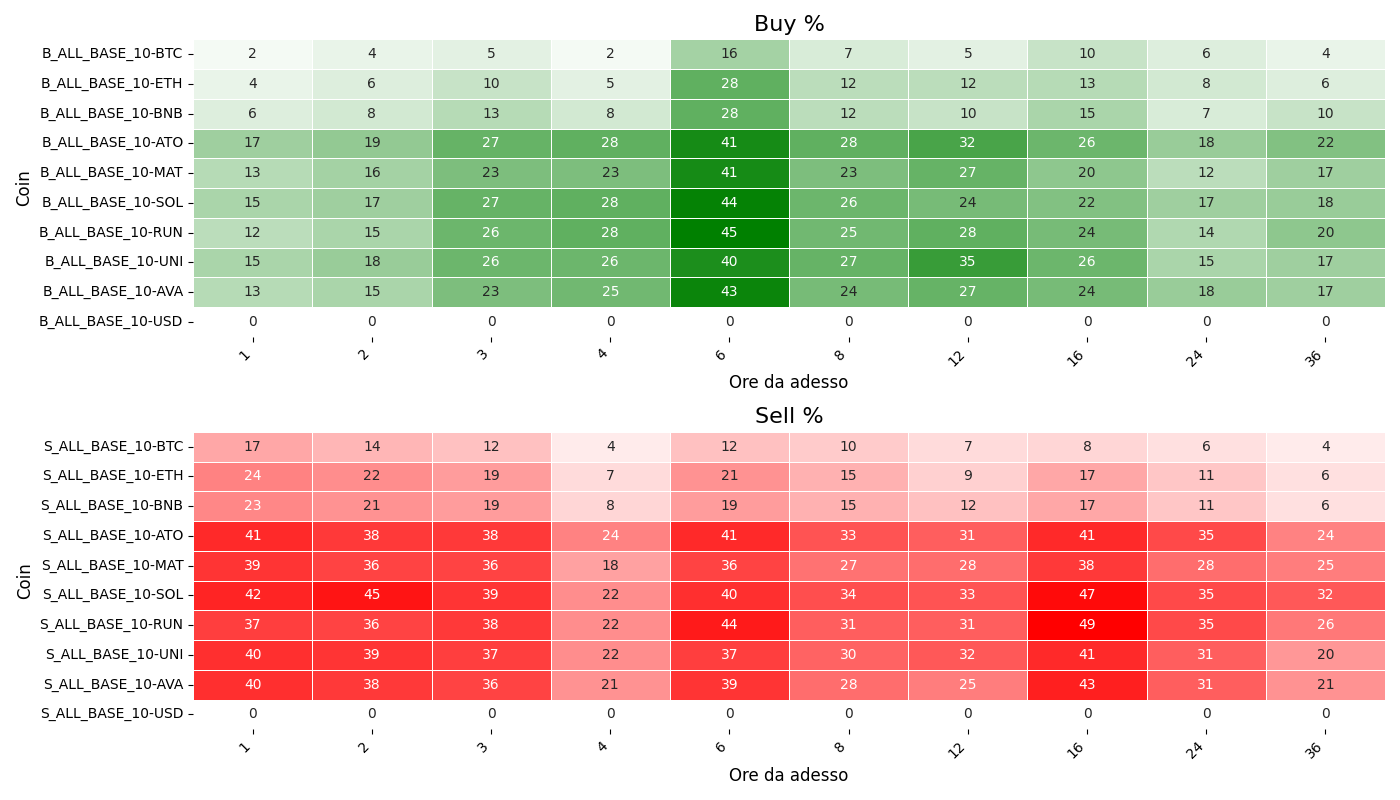 Buy %
Coin
B_ALL_BASE_10-BTC 2 4 5 2 16 7 5 10 6 4
B_ALL_BASE_10-ETH 4 6 10 5 28 12 12 13 8 6
B_ALL_BASE_10-BNB 6 8 13 8 28 12 10 15 7 10
B_ALL_BASE_10-ATO 17 19 27 28 41 28 32 26 18 22
B_ALL_BASE_10-MAT 13 16 23 23 41 23 27 20 12 17
B_ALL_BASE_10-SOL 15 17 27 28 44 26 24 22 17 18
B_ALL_BASE_10-RUN 12 15 26 28 45 25 28 24 14 20
B_ALL_BASE_10-UNI 15 18 26 26 40 27 35 26 15 17
B_ALL_BASE_10-AVA 13 15 23 25 43 24 27 24 18 17
B_ALL_BASE_10-USD 0 0 0 0 0 0 0 0 0 0
1 2 3 4 6 8 12 16 24 36
Ore da adesso
Sell %
Coin
S_ALL_BASE_10-BTC 17 14 12 4 12 10 7 8 6 4
S_ALL_BASE_10-ETH 24 22 19 7 21 15 9 17 11 6
S_ALL_BASE_10-BNB 23 21 19 8 19 15 12 17 11 6
S_ALL_BASE_10-ATO 41 38 38 24 41 33 31 41 35 24
S_ALL_BASE_10-MAT 39 36 36 18 36 27 28 38 28 25
S_ALL_BASE_10-SOL 42 45 39 22 40 34 33 47 35 32
S_ALL_BASE_10-RUN 37 36 38 22 44 31 31 49 35 26
S_ALL_BASE_10-UNI 40 39 37 22 37 30 32 41 31 20
S_ALL_BASE_10-AVA 40 38 36 21 39 28 25 43 31 21
S_ALL_BASE_10-USD 0 0 0 0 0 0 0 0 0 0
1 2 3 4 6 8 12 16 24 36
Ore da adesso